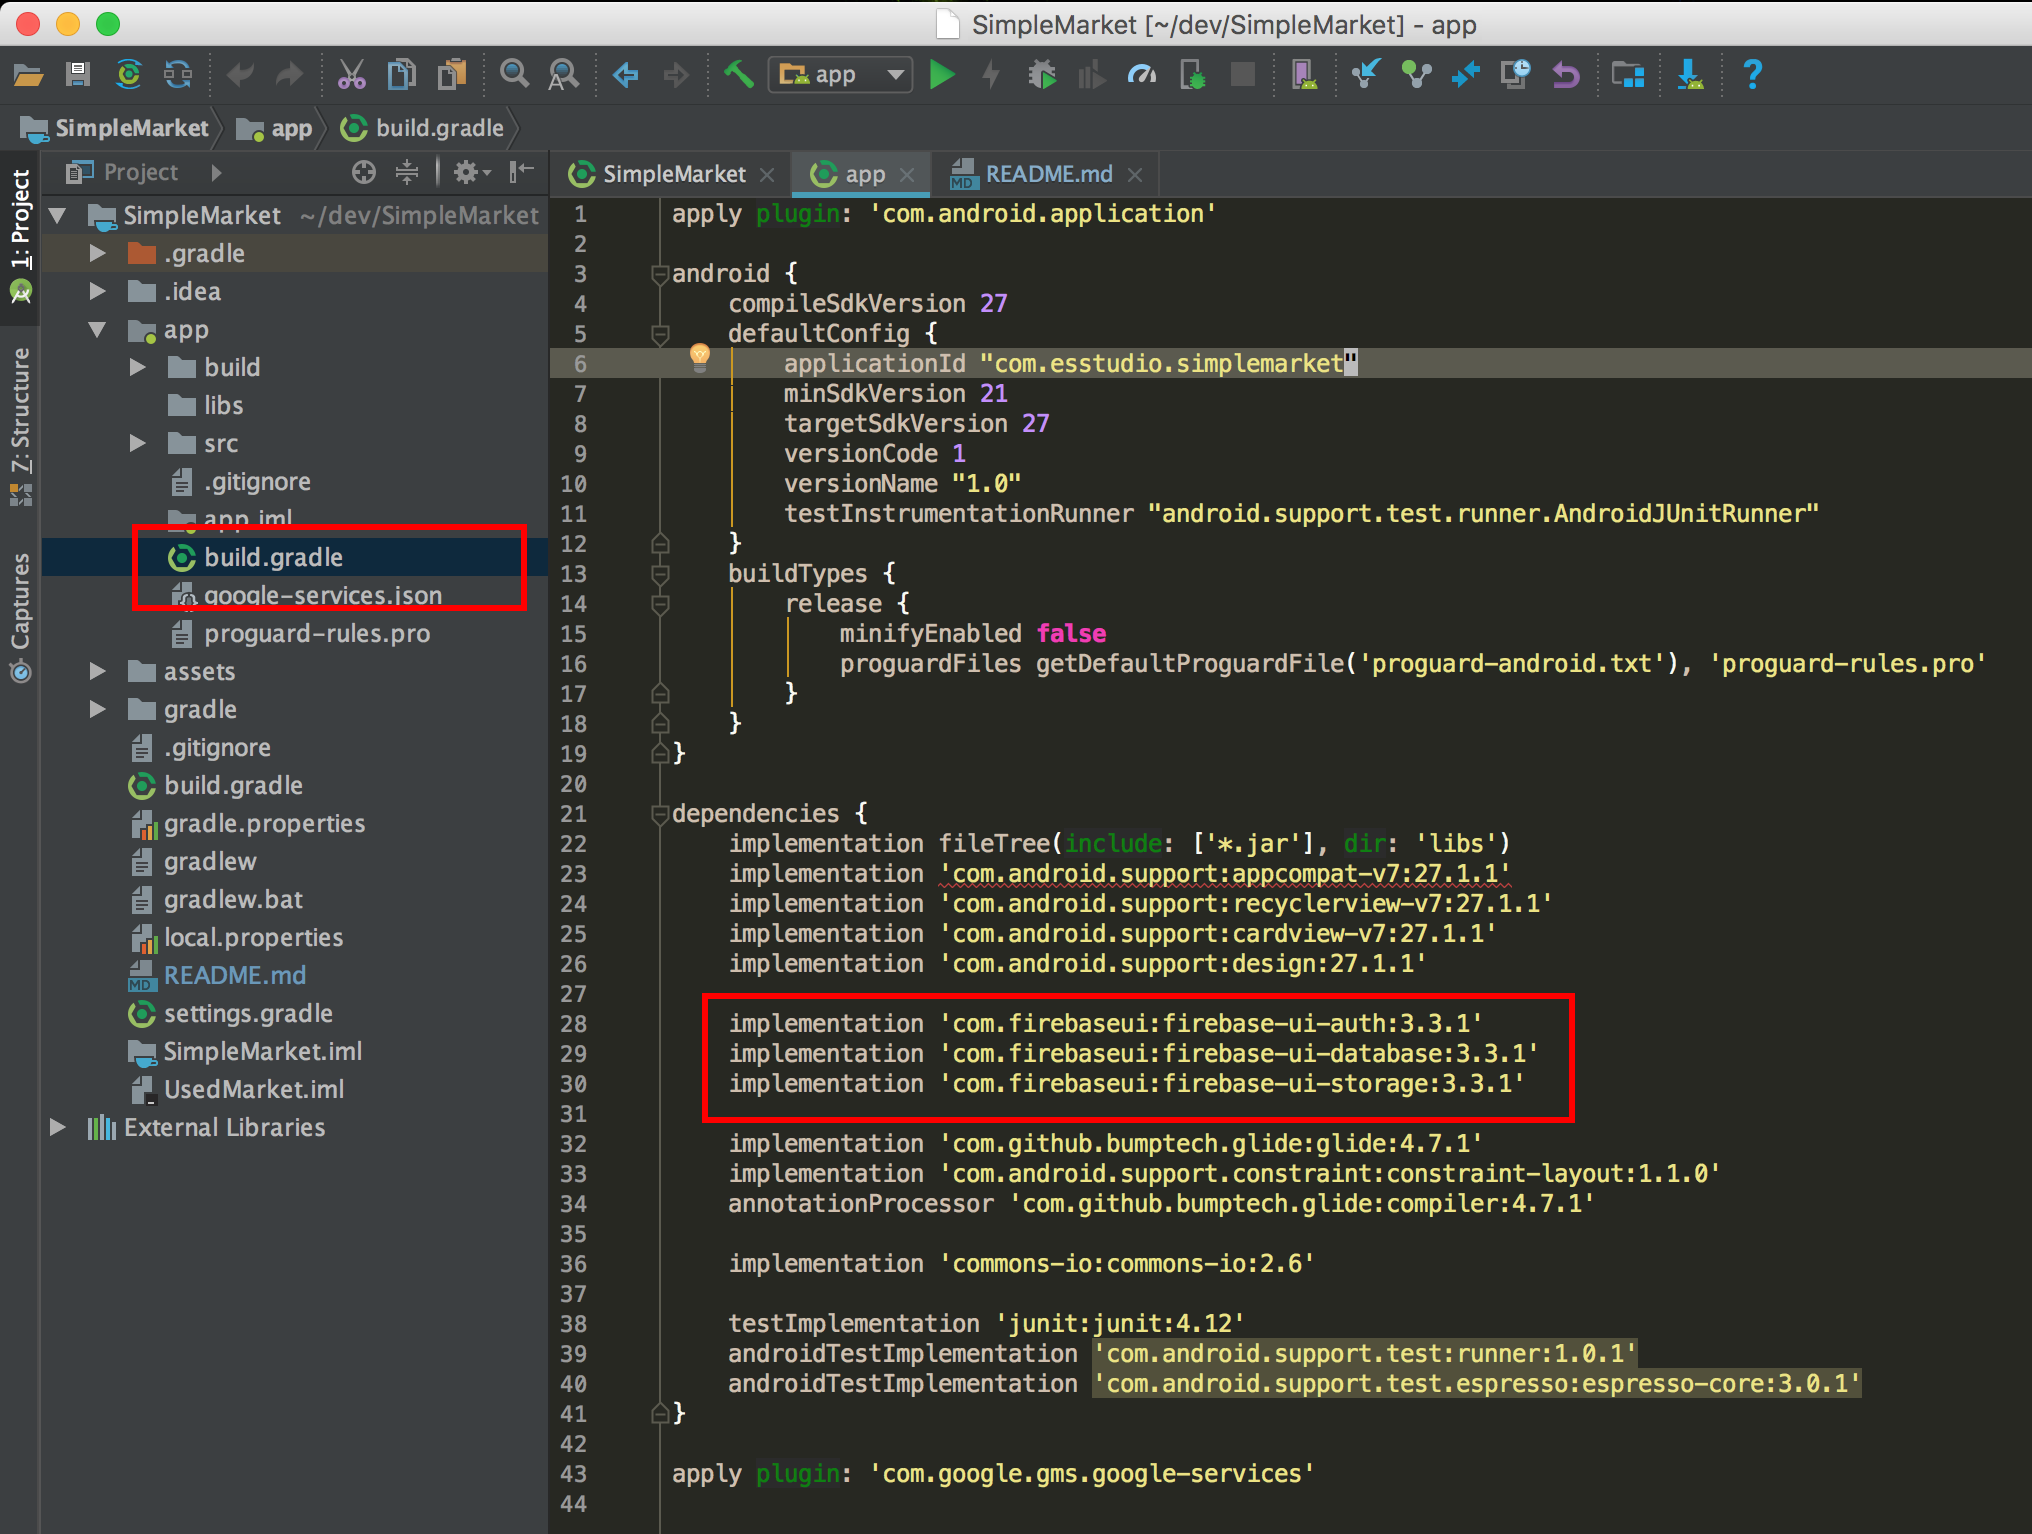 SimpleMarket [~/dev/SimpleMarket] - app
app
?
SimpleMarket
app
build.gradle
1: Project
7: Structure
Captures
Project
SimpleMarket ~/dev/SimpleMarket
.gradle
.idea
app
build
libs
src
.gitignore
app.iml
build.gradle
google-services.json
proguard-rules.pro
assets
gradle
.gitignore
build.gradle
gradle.properties
gradlew
gradlew.bat
local.properties
MD README.md
settings.gradle
SimpleMarket.iml
UsedMarket.iml
External Libraries
SimpleMarket
app
MD README.md
1 apply plugin: 'com.android.application'
2
3 android {
4 compileSdkVersion 27
5 defaultConfig {
6 applicationId "com.esstudio.simplemarket"
7 minSdkVersion 21
8 targetSdkVersion 27
9 versionCode 1
10 versionName "1.0"
11 testInstrumentationRunner "android.support.test.runner.AndroidJUnitRunner"
12 }
13 buildTypes {
14 release {
15 minifyEnabled false
16 proguardFiles getDefaultProguardFile('proguard-android.txt'), 'proguard-rules.pro'
17 }
18 }
19 }
20
21 dependencies {
22 implementation fileTree(include: ['*.jar'], dir: 'libs')
23 implementation 'com.android.support:appcompat-v7:27.1.1'
24 implementation 'com.android.support:recyclerview-v7:27.1.1'
25 implementation 'com.android.support:cardview-v7:27.1.1'
26 implementation 'com.android.support:design:27.1.1'
27
28 implementation 'com.firebaseui:firebase-ui-auth:3.3.1'
29 implementation 'com.firebaseui:firebase-ui-database:3.3.1'
30 implementation 'com.firebaseui:firebase-ui-storage:3.3.1'
31
32 implementation 'com.github.bumptech.glide:glide:4.7.1'
33 implementation 'com.android.support.constraint:constraint-layout:1.1.0'
34 annotationProcessor 'com.github.bumptech.glide:compiler:4.7.1'
35
36 implementation 'commons-io:commons-io:2.6'
37
38 testImplementation 'junit:junit:4.12'
39 androidTestImplementation 'com.android.support.test:runner:1.0.1'
40 androidTestImplementation 'com.android.support.test.espresso:espresso-core:3.0.1'
41 }
42
43 apply plugin: 'com.google.gms.google-services'
44